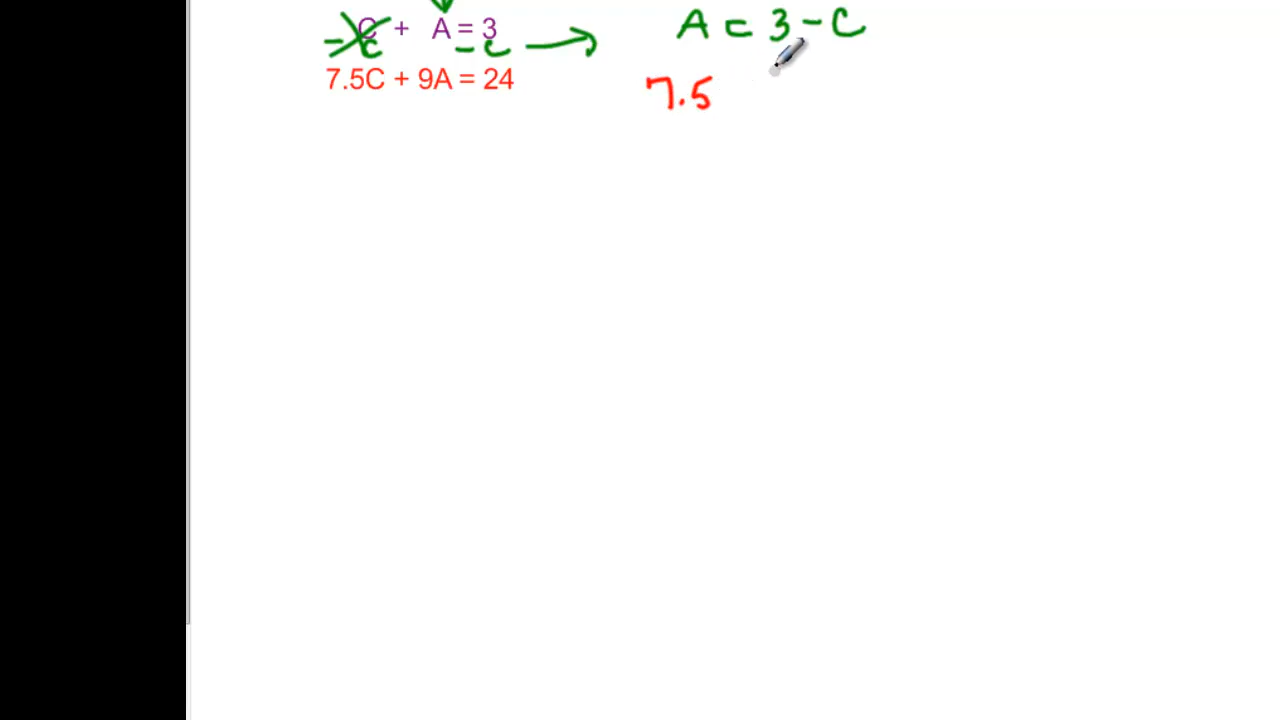 C + A = 3
-C -C
A = 3 - C
7.5C + 9A = 24
7.5